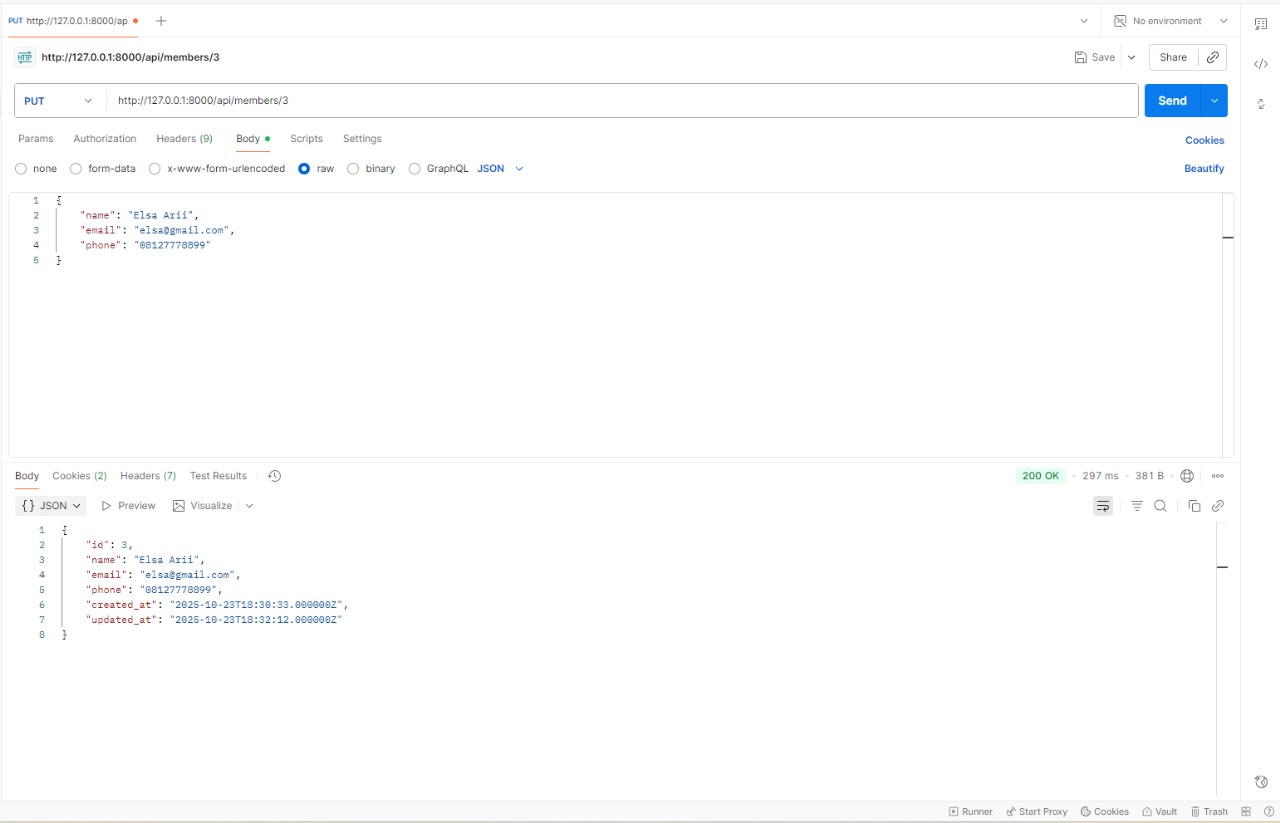 PUT http://127.0.0.1:8000/ap
No environment
HTTP http://127.0.0.1:8000/api/members/3
Save
Share
PUT http://127.0.0.1:8000/api/members/3
Send
Params Authorization Headers (9) Body Scripts Settings
Cookies
none form-data x-www-form-urlencoded raw binary GraphQL JSON
Beautify
1 {
2 "name": "Elsa Arii",
3 "email": "elsa@gmail.com",
4 "phone": "08127778899"
5 }
Body Cookies (2) Headers (7) Test Results
200 OK • 297 ms • 381 B
{} JSON Preview Visualize
1 {
2 "id": 3,
3 "name": "Elsa Arii",
4 "email": "elsa@gmail.com",
5 "phone": "08127778899",
6 "created_at": "2025-10-23T18:30:33.000000Z",
7 "updated_at": "2025-10-23T18:32:12.000000Z"
8 }
Runner Start Proxy Cookies Vault Trash